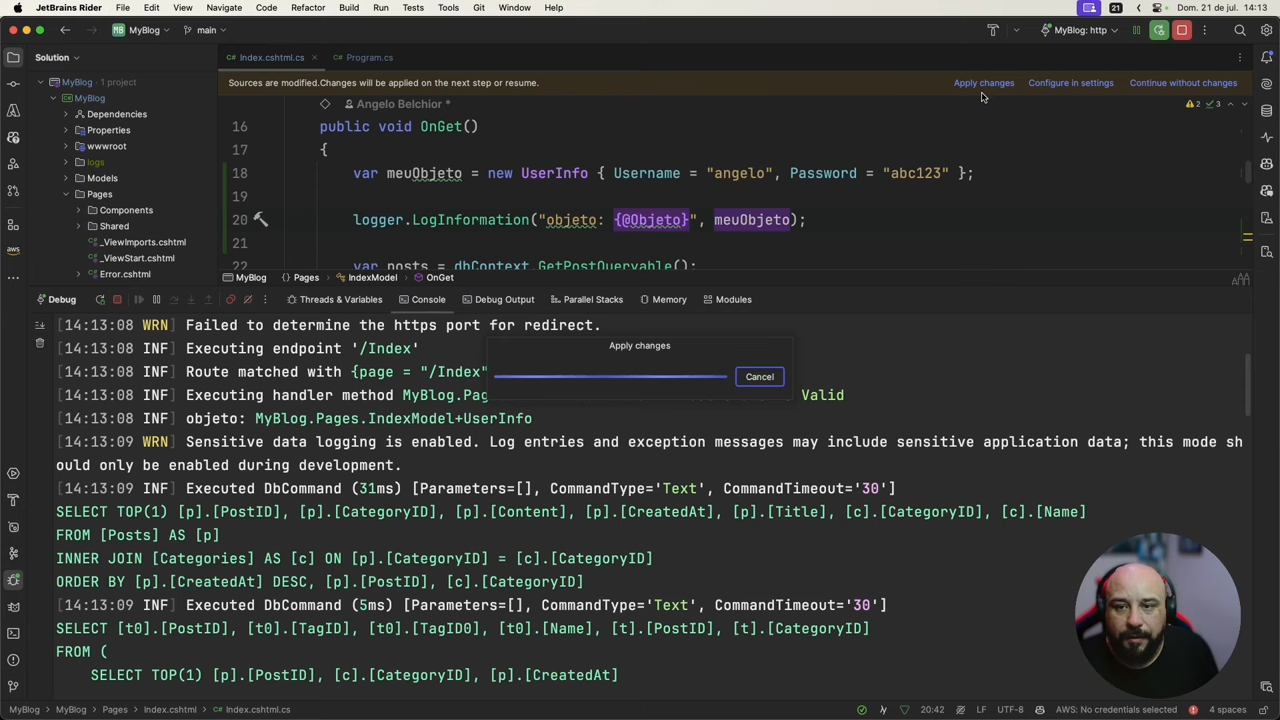 JetBrains Rider File Edit View Navigate Code Refactor Build Run Tests Tools Git Window Help 21 Dom. 21 de jul. 14:13
MB MyBlog main MyBlog: http
Solution
C# Index.cshtml.cs C# Program.cs
Sources are modified.Changes will be applied on the next step or resume. Apply changes Configure in settings Continue without changes
MyBlog 1 project
MyBlog
Dependencies
Properties
wwwroot
logs
Models
Pages
Components
Shared
_ViewImports.cshtml
_ViewStart.cshtml
Error.cshtml
Angelo Belchior *
2 3
16 public void OnGet()
17 {
18 var meuObjeto = new UserInfo { Username = "angelo", Password = "abc123" };
19
20 logger.LogInformation("objeto: {@Objeto}", meuObjeto);
21
22 var posts = dbContext.GetPostQueryable();
MyBlog Pages IndexModel OnGet
Debug Threads & Variables Console Debug Output Parallel Stacks Memory Modules
[14:13:08 WRN] Failed to determine the https port for redirect.
[14:13:08 INF] Executing endpoint '/Index'
[14:13:08 INF] Route matched with {page = "/Index"
[14:13:08 INF] Executing handler method MyBlog.Pag Valid
[14:13:08 INF] objeto: MyBlog.Pages.IndexModel+UserInfo
[14:13:09 WRN] Sensitive data logging is enabled. Log entries and exception messages may include sensitive application data; this mode sh
ould only be enabled during development.
[14:13:09 INF] Executed DbCommand (31ms) [Parameters=[], CommandType='Text', CommandTimeout='30']
SELECT TOP(1) [p].[PostID], [p].[CategoryID], [p].[Content], [p].[CreatedAt], [p].[Title], [c].[CategoryID], [c].[Name]
FROM [Posts] AS [p]
INNER JOIN [Categories] AS [c] ON [p].[CategoryID] = [c].[CategoryID]
ORDER BY [p].[CreatedAt] DESC, [p].[PostID], [c].[CategoryID]
[14:13:09 INF] Executed DbCommand (5ms) [Parameters=[], CommandType='Text', CommandTimeout='30']
SELECT [t0].[PostID], [t0].[TagID], [t0].[TagID0], [t0].[Name], [t].[PostID], [t].[CategoryID]
FROM (
SELECT TOP(1) [p].[PostID], [c].[CategoryID], [p].[CreatedAt]
Apply changes
Cancel
MyBlog MyBlog Pages Index.cshtml C# Index.cshtml.cs 20:42 LF UTF-8 AWS: No credentials selected 4 spaces